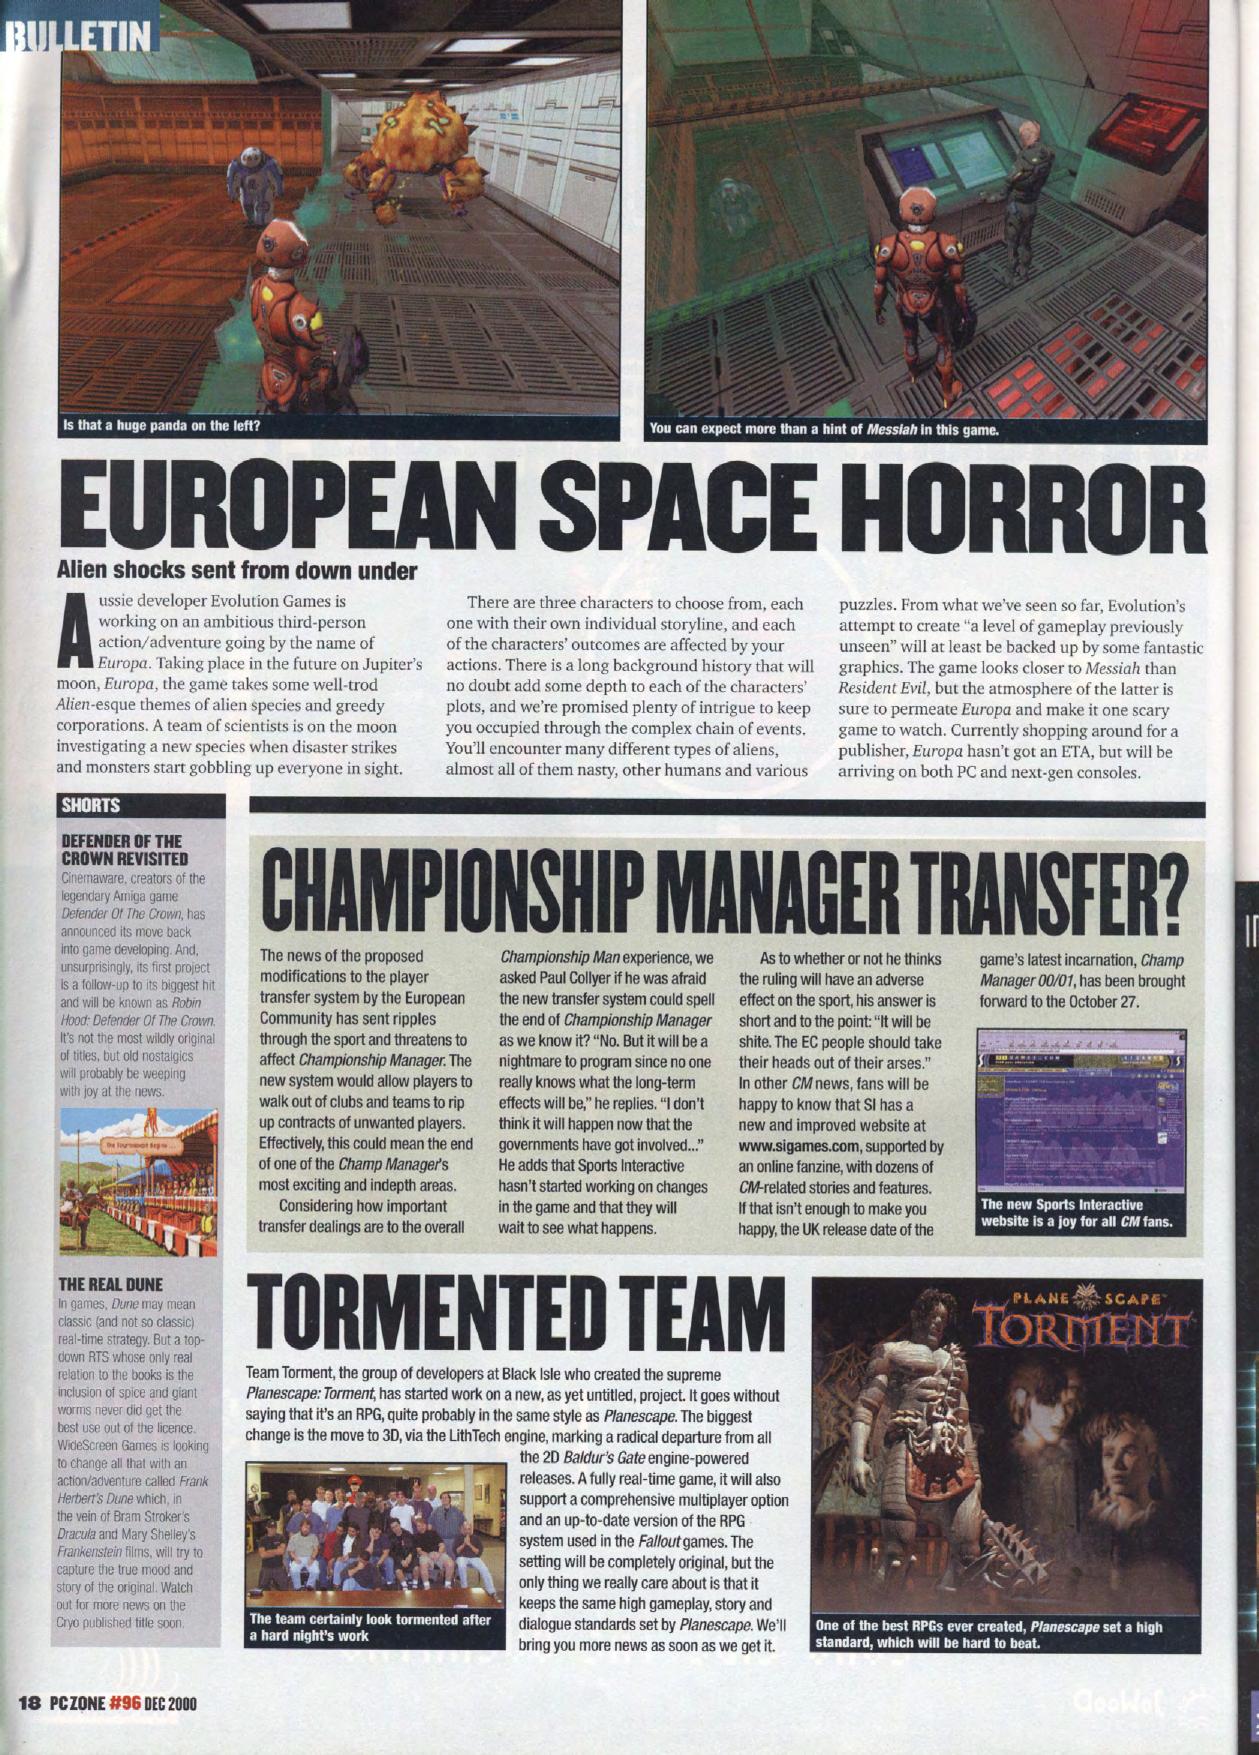 BULLETIN
Is that a huge panda on the left?
You can expect more than a hint of Messiah in this game.
EUROPEAN SPACE HORROR
Alien shocks sent from down under
Aussie developer Evolution Games is
working on an ambitious third-person
action/adventure going by the name of
Europa. Taking place in the future on Jupiter's
moon, Europa, the game takes some well-trod
Alien-esque themes of alien species and greedy
corporations. A team of scientists is on the moon
investigating a new species when disaster strikes
and monsters start gobbling up everyone in sight.
There are three characters to choose from, each
one with their own individual storyline, and each
of the characters' outcomes are affected by your
actions. There is a long background history that will
no doubt add some depth to each of the characters'
plots, and we're promised plenty of intrigue to keep
you occupied through the complex chain of events.
You'll encounter many different types of aliens,
almost all of them nasty, other humans and various
puzzles. From what we've seen so far, Evolution's
attempt to create “a level of gameplay previously
unseen” will at least be backed up by some fantastic
graphics. The game looks closer to Messiah than
Resident Evil, but the atmosphere of the latter is
sure to permeate Europa and make it one scary
game to watch. Currently shopping around for a
publisher, Europa hasn't got an ETA, but will be
arriving on both PC and next-gen consoles.
SHORTS
DEFENDER OF THE
CROWN REVISITED
Cinemaware, creators of the
legendary Amiga game
Defender Of The Crown, has
announced its move back
into game developing. And,
unsurprisingly, its first project
is a follow-up to its biggest hit
and will be known as Robin
Hood: Defender Of The Crown.
It's not the most wildly original
of titles, but old nostalgics
will probably be weeping
with joy at the news.
The Tournament Begins...
THE REAL DUNE
In games, Dune may mean
classic (and not so classic)
real-time strategy. But a top-
down RTS whose only real
relation to the books is the
inclusion of spice and giant
worms never did get the
best use out of the licence.
WideScreen Games is looking
to change all that with an
action/adventure called Frank
Herbert's Dune which, in
the vein of Bram Stroker's
Dracula and Mary Shelley's
Frankenstein films, will try to
capture the true mood and
story of the original. Watch
out for more news on the
Cryo published title soon.
CHAMPIONSHIP MANAGER TRANSFER?
The news of the proposed
modifications to the player
transfer system by the European
Community has sent ripples
through the sport and threatens to
affect Championship Manager. The
new system would allow players to
walk out of clubs and teams to rip
up contracts of unwanted players.
Effectively, this could mean the end
of one of the Champ Manager's
most exciting and indepth areas.
Considering how important
transfer dealings are to the overall
Championship Man experience, we
asked Paul Collyer if he was afraid
the new transfer system could spell
the end of Championship Manager
as we know it? “No. But it will be a
nightmare to program since no one
really knows what the long-term
effects will be,” he replies. “I don't
think it will happen now that the
governments have got involved...”
He adds that Sports Interactive
hasn't started working on changes
in the game and that they will
wait to see what happens.
As to whether or not he thinks
the ruling will have an adverse
effect on the sport, his answer is
short and to the point: “It will be
shite. The EC people should take
their heads out of their arses.”
In other CM news, fans will be
happy to know that SI has a
new and improved website at
www.sigames.com, supported by
an online fanzine, with dozens of
CM-related stories and features.
If that isn't enough to make you
happy, the UK release date of the
game's latest incarnation, Champ
Manager 00/01, has been brought
forward to the October 27.
The new Sports Interactive
website is a joy for all CM fans.
TORMENTED TEAM
Team Torment, the group of developers at Black Isle who created the supreme
Planescape: Torment, has started work on a new, as yet untitled, project. It goes without
saying that it's an RPG, quite probably in the same style as Planescape. The biggest
change is the move to 3D, via the LithTech engine, marking a radical departure from all
the 2D Baldur's Gate engine-powered
releases. A fully real-time game, it will also
support a comprehensive multiplayer option
and an up-to-date version of the RPG
system used in the Fallout games. The
setting will be completely original, but the
only thing we really care about is that it
keeps the same high gameplay, story and
dialogue standards set by Planescape. We'll
bring you more news as soon as we get it.
The team certainly look tormented after
a hard night's work
PLANESCAPE™
TORMENT
One of the best RPGs ever created, Planescape set a high
standard, which will be hard to beat.
18 PCZONE #96 DEC 2000